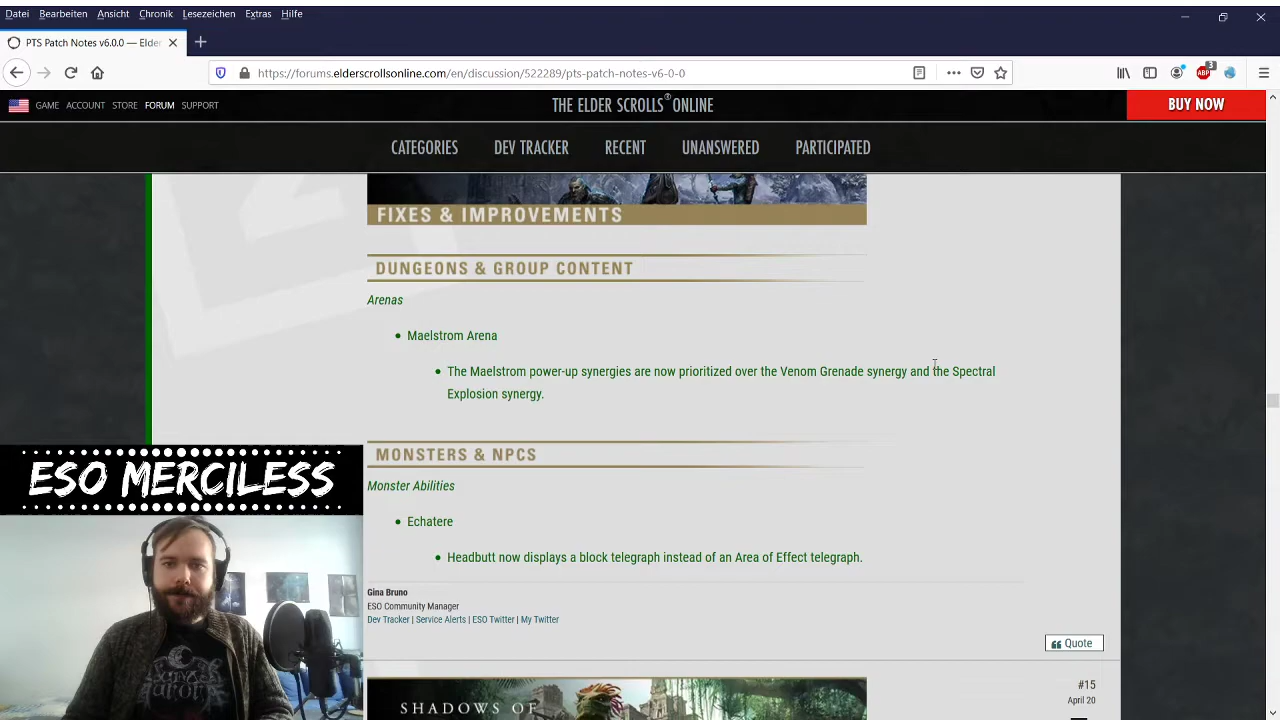 Datei Bearbeiten Ansicht Chronik Lesezeichen Extras Hilfe
PTS Patch Notes v6.0.0 — Elder
https://forums.elderscrollsonline.com/en/discussion/522289/pts-patch-notes-v6-0-0
ABP 3
GAME ACCOUNT STORE FORUM SUPPORT
THE ELDER SCROLLS® ONLINE
BUY NOW
CATEGORIES DEV TRACKER RECENT UNANSWERED PARTICIPATED
FIXES & IMPROVEMENTS
DUNGEONS & GROUP CONTENT
Arenas
• Maelstrom Arena
• The Maelstrom power-up synergies are now prioritized over the Venom Grenade synergy and the Spectral
Explosion synergy.
MONSTERS & NPCS
Monster Abilities
• Echatere
• Headbutt now displays a block telegraph instead of an Area of Effect telegraph.
Gina Bruno
ESO Community Manager
Dev Tracker | Service Alerts | ESO Twitter | My Twitter
Quote
#15
April 20
SHADOWS OF
ESO MERCILESS